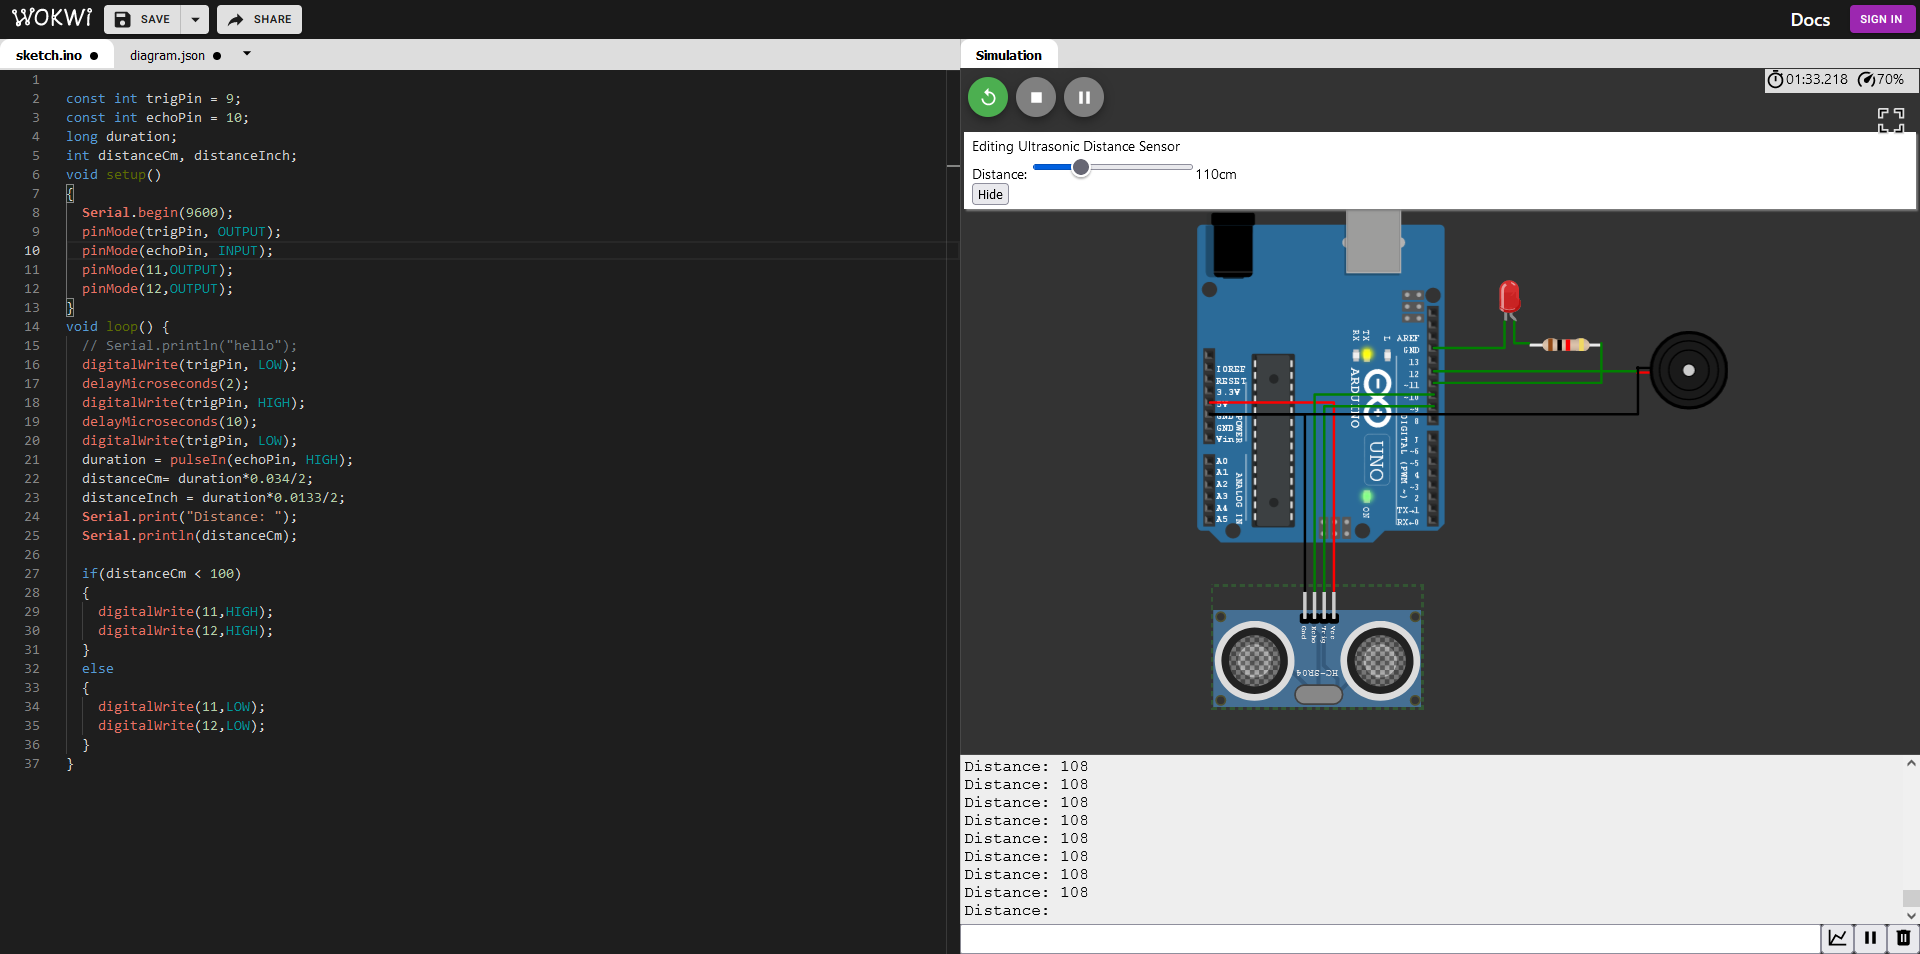 WOKWi SAVE SHARE Docs SIGN IN
sketch.ino ● diagram.json ●
Simulation
1
2 const int trigPin = 9;
3 const int echoPin = 10;
4 long duration;
5 int distanceCm, distanceInch;
6 void setup()
7 {
8 Serial.begin(9600);
9 pinMode(trigPin, OUTPUT);
10 pinMode(echoPin, INPUT);
11 pinMode(11,OUTPUT);
12 pinMode(12,OUTPUT);
13 }
14 void loop() {
15 // Serial.println("hello");
16 digitalWrite(trigPin, LOW);
17 delayMicroseconds(2);
18 digitalWrite(trigPin, HIGH);
19 delayMicroseconds(10);
20 digitalWrite(trigPin, LOW);
21 duration = pulseIn(echoPin, HIGH);
22 distanceCm= duration*0.034/2;
23 distanceInch = duration*0.0133/2;
24 Serial.print("Distance: ");
25 Serial.println(distanceCm);
26
27 if(distanceCm < 100)
28 {
29 digitalWrite(11,HIGH);
30 digitalWrite(12,HIGH);
31 }
32 else
33 {
34 digitalWrite(11,LOW);
35 digitalWrite(12,LOW);
36 }
37 }
01:33.218 70%
Editing Ultrasonic Distance Sensor
Distance: 110cm
Hide
IOREF
RESET
3.3V
5V
GND
GND
Vin
POWER
A0
A1
A2
A3
A4
A5
ANALOG IN
RX
TX
L
ARDUINO
UNO
ON
AREF
GND
13
12
~11
~10
~9
8
7
~6
~5
4
~3
2
TX→1
RX←0
DIGITAL (PWM ~)
Gnd
Echo
Trig
Vcc
HC-SR04
Distance: 108
Distance: 108
Distance: 108
Distance: 108
Distance: 108
Distance: 108
Distance: 108
Distance: 108
Distance: